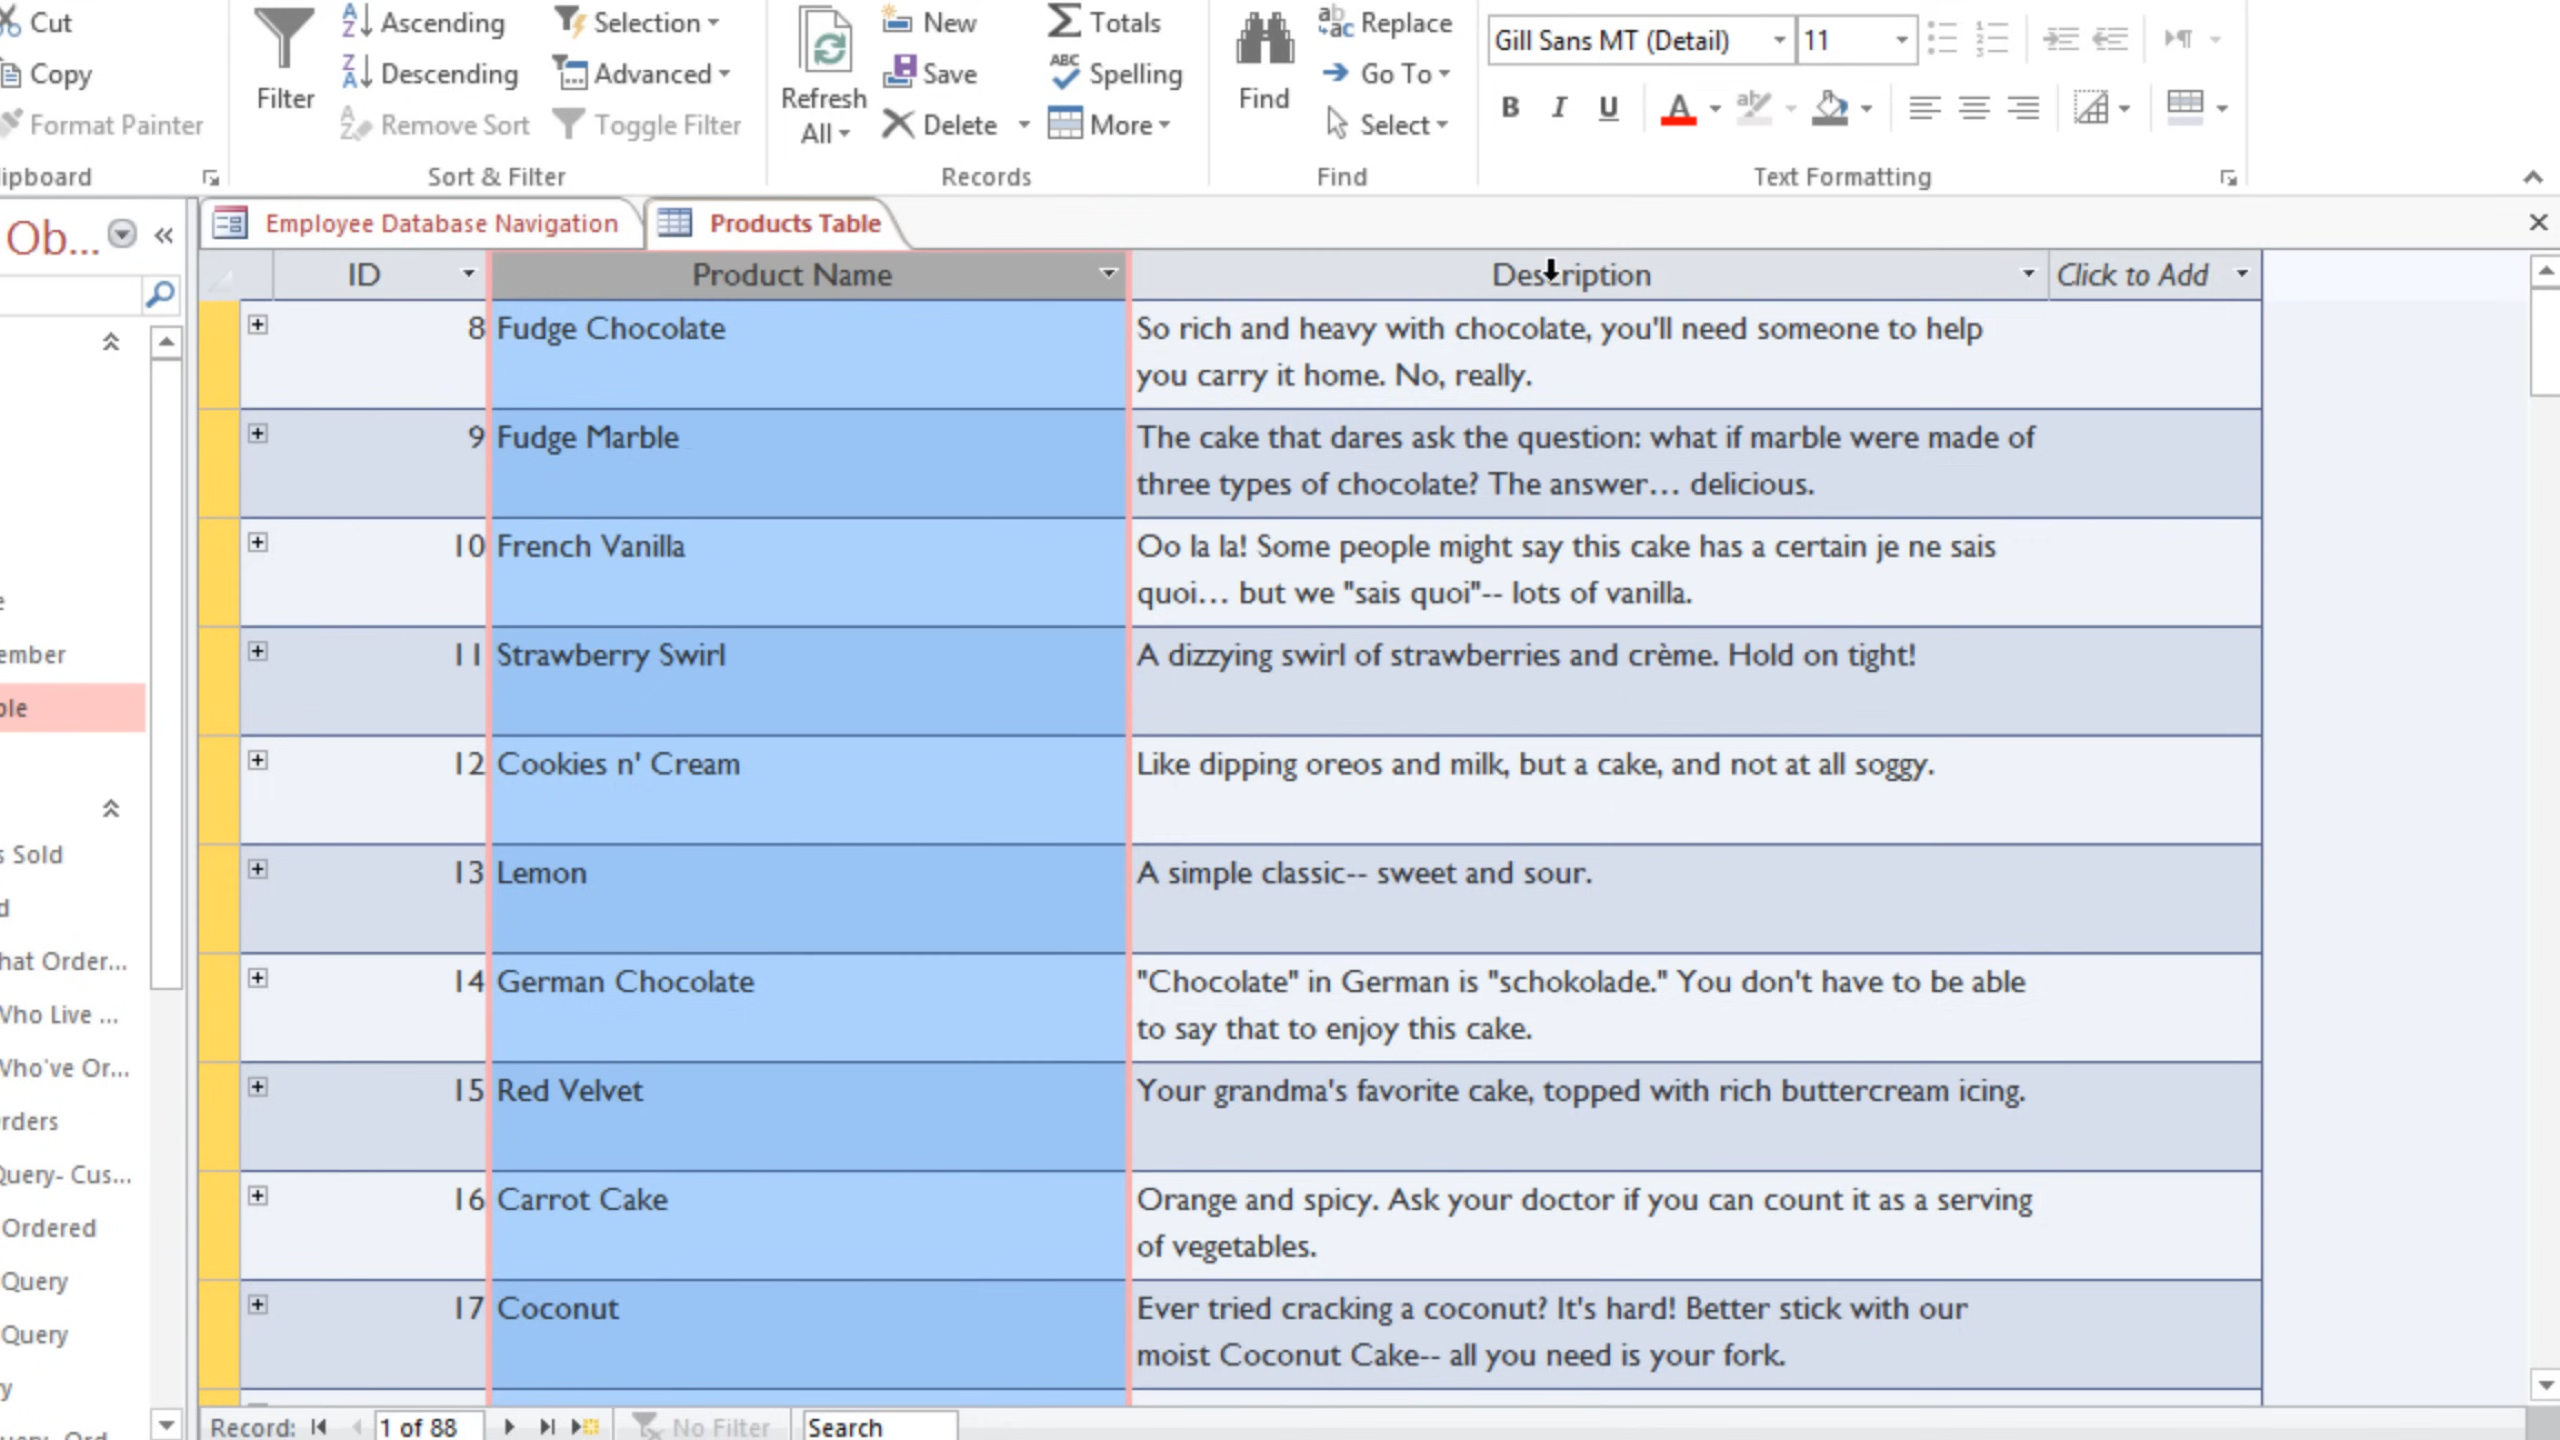 Cut
Copy
Format Painter
ipboard
Filter
Ascending
Descending
Remove Sort
Selection
Advanced
Toggle Filter
Sort & Filter
Refresh
All
New
Save
Delete
Totals
Spelling
More
Records
Find
Replace
Go To
Select
Find
Gill Sans MT (Detail)
11
B I U
Text Formatting
Ob...
Employee Database Navigation
Products Table
ID
Product Name
Description
Click to Add
8 Fudge Chocolate
So rich and heavy with chocolate, you'll need someone to help
you carry it home. No, really.
9 Fudge Marble
The cake that dares ask the question: what if marble were made of
three types of chocolate? The answer... delicious.
10 French Vanilla
Oo la la! Some people might say this cake has a certain je ne sais
quoi... but we "sais quoi"-- lots of vanilla.
11 Strawberry Swirl
A dizzying swirl of strawberries and crème. Hold on tight!
12 Cookies n' Cream
Like dipping oreos and milk, but a cake, and not at all soggy.
13 Lemon
A simple classic-- sweet and sour.
14 German Chocolate
"Chocolate" in German is "schokolade." You don't have to be able
to say that to enjoy this cake.
15 Red Velvet
Your grandma's favorite cake, topped with rich buttercream icing.
16 Carrot Cake
Orange and spicy. Ask your doctor if you can count it as a serving
of vegetables.
17 Coconut
Ever tried cracking a coconut? It's hard! Better stick with our
moist Coconut Cake-- all you need is your fork.
ember
ble
s Sold
d
hat Order...
Who Live ...
Who've Or...
rders
Query- Cus...
Ordered
Query
Query
ry
Record:
1 of 88
No Filter
Search